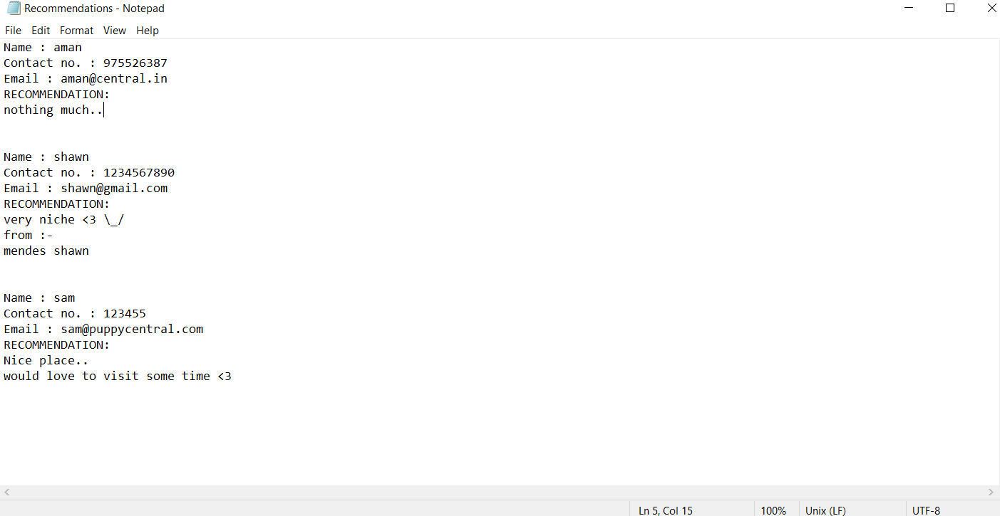 Recommendations - Notepad
File Edit Format View Help
Name : aman
Contact no. : 975526387
Email : aman@central.in
RECOMMENDATION:
nothing much..
Name : shawn
Contact no. : 1234567890
Email : shawn@gmail.com
RECOMMENDATION:
very niche <3 \_/
from :-
mendes shawn
Name : sam
Contact no. : 123455
Email : sam@puppycentral.com
RECOMMENDATION:
Nice place..
would love to visit some time <3
Ln 5, Col 15 100% Unix (LF) UTF-8